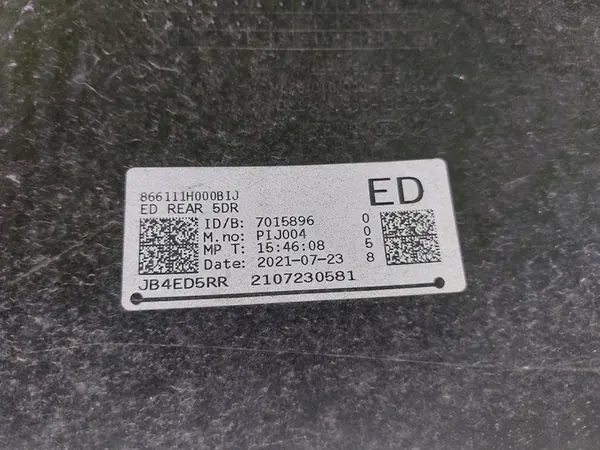 866111H000BIJ
ED REAR 5DR
ED
ID/B: 7015896
M.no: PIJ004
MP T: 15:46:08
Date: 2021-07-23
0
0
5
8
JB4ED5RR 2107230581